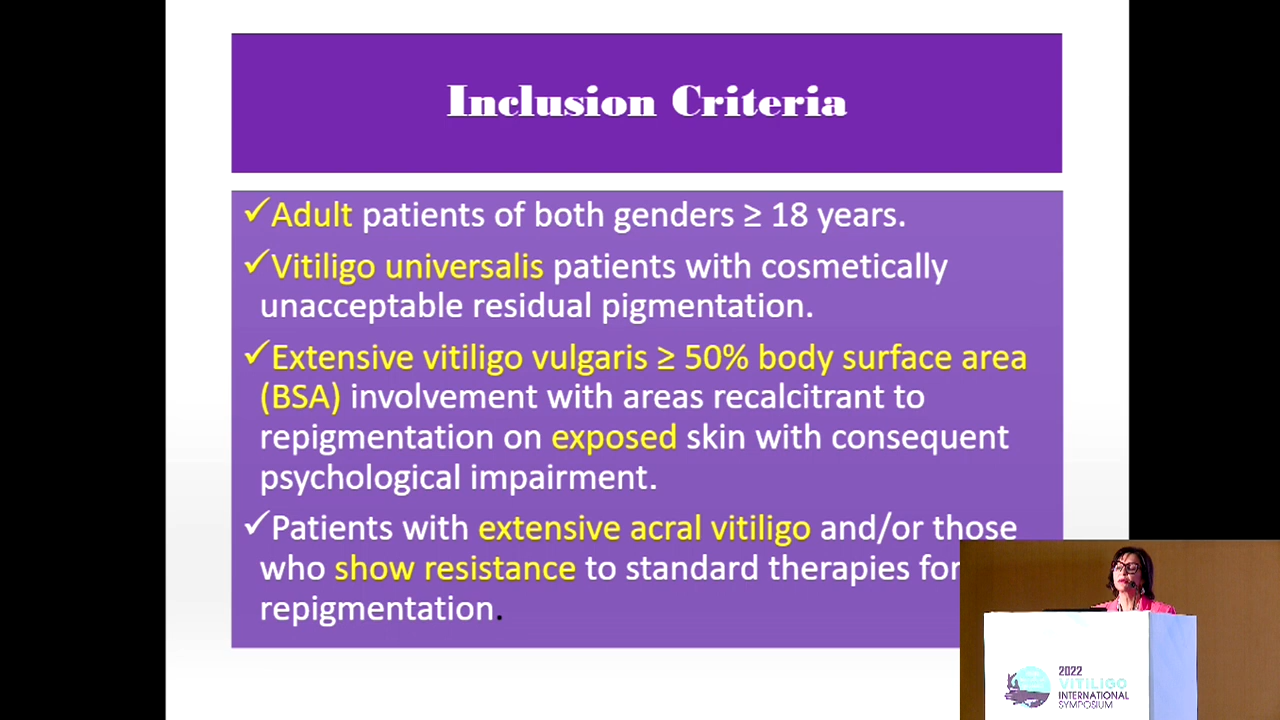 Inclusion Criteria
✓Adult patients of both genders ≥ 18 years.
✓Vitiligo universalis patients with cosmetically
unacceptable residual pigmentation.
✓Extensive vitiligo vulgaris ≥ 50% body surface area
(BSA) involvement with areas recalcitrant to
repigmentation on exposed skin with consequent
psychological impairment.
✓Patients with extensive acral vitiligo and/or those
who show resistance to standard therapies for
repigmentation.
2022
VITILIGO
INTERNATIONAL
SYMPOSIUM